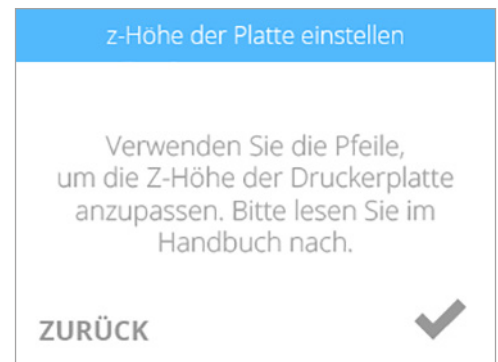 z-Höhe der Platte einstellen
Verwenden Sie die Pfeile,
um die Z-Höhe der Druckerplatte
anzupassen. Bitte lesen Sie im
Handbuch nach.
ZURÜCK